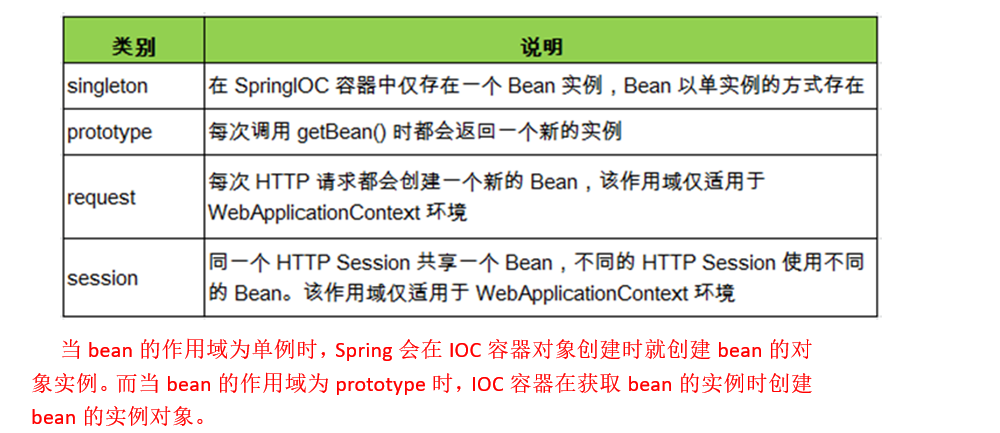 类别 说明
singleton 在 SpringIOC 容器中仅存在一个 Bean 实例，Bean 以单实例的方式存在
prototype 每次调用 getBean() 时都会返回一个新的实例
request 每次 HTTP 请求都会创建一个新的 Bean，该作用域仅适用于
WebApplicationContext 环境
session 同一个 HTTP Session 共享一个 Bean，不同的 HTTP Session 使用不同
的 Bean。该作用域仅适用于 WebApplicationContext 环境
当 bean 的作用域为单例时，Spring 会在 IOC 容器对象创建时就创建 bean 的对
象实例。而当 bean 的作用域为 prototype 时，IOC 容器在获取 bean 的实例时创建
bean 的实例对象。